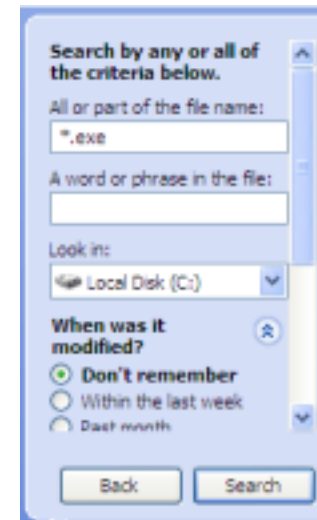 Search by any or all of
the criteria below.
All or part of the file name:
*.exe
A word or phrase in the file:
Look in:
Local Disk (C:)
When was it
modified?
Don't remember
Within the last week
Past month
Back
Search